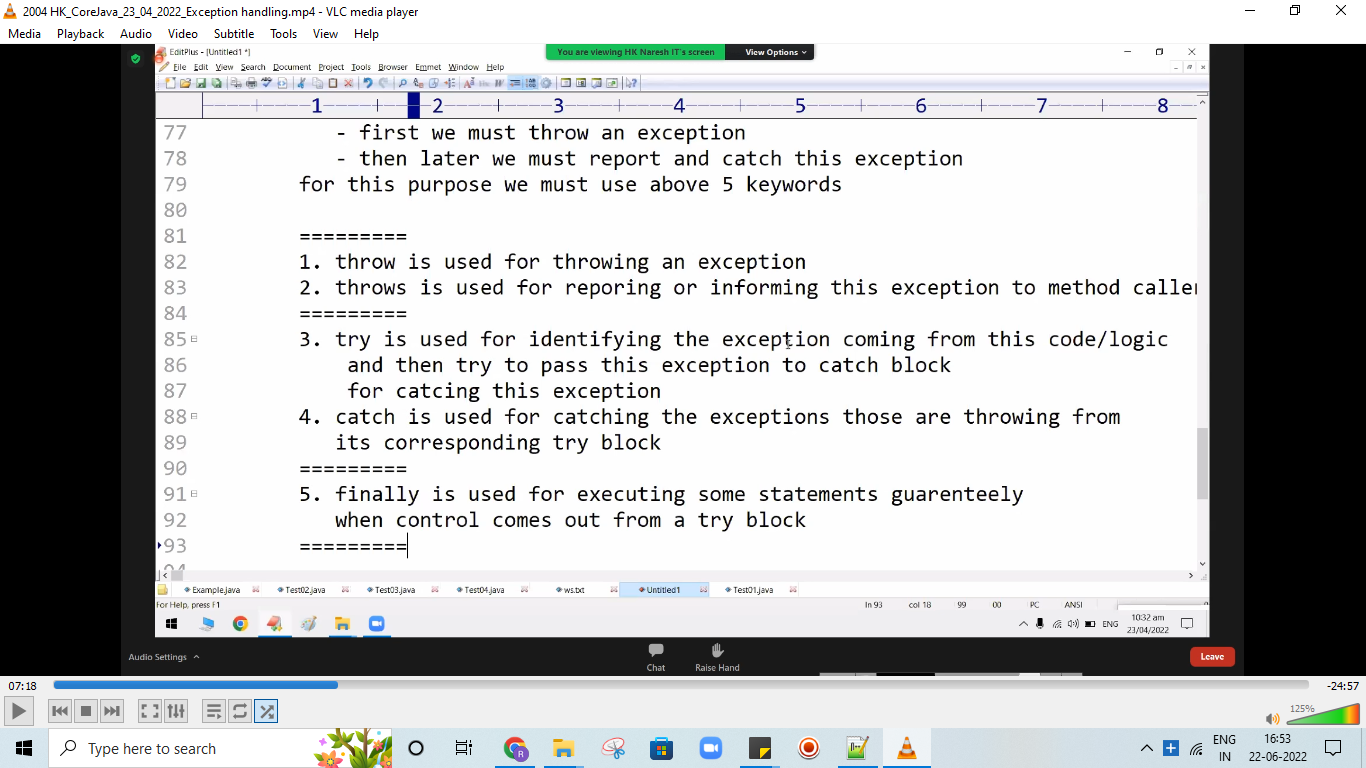 2004 HK_CoreJava_23_04_2022_Exception handling.mp4 - VLC media player
Media Playback Audio Video Subtitle Tools View Help
EditPlus - [Untitled1 *]
You are viewing HK Naresh IT's screen View Options
File Edit View Search Document Project Tools Browser Emmet Window Help
1 2 3 4 5 6 7 8
77 - first we must throw an exception
78 - then later we must report and catch this exception
79 for this purpose we must use above 5 keywords
80
81 =========
82 1. throw is used for throwing an exception
83 2. throws is used for reporing or informing this exception to method caller
84 =========
85 3. try is used for identifying the exception coming from this code/logic
86 and then try to pass this exception to catch block
87 for catcing this exception
88 4. catch is used for catching the exceptions those are throwing from
89 its corresponding try block
90 =========
91 5. finally is used for executing some statements guarenteely
92 when control comes out from a try block
93 =========
94
Example.java Test02.java Test03.java Test04.java ws.txt Untitled1 Test01.java
For Help, press F1 ln 93 col 18 99 00 PC ANSI
ENG 10:32 am
23/04/2022
Audio Settings Chat Raise Hand Leave
07:18 -24:57
125%
Type here to search
ENG 16:53
IN 22-06-2022